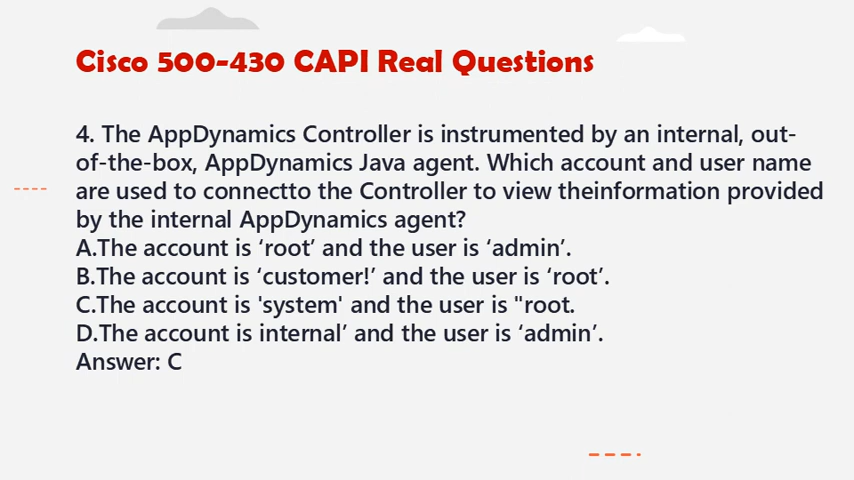 Cisco 500-430 CAPI Real Questions
4. The AppDynamics Controller is instrumented by an internal, out-
of-the-box, AppDynamics Java agent. Which account and user name
are used to connectto the Controller to view theinformation provided
by the internal AppDynamics agent?
A.The account is ‘root’ and the user is ‘admin’.
B.The account is ‘customer!’ and the user is ‘root’.
C.The account is 'system' and the user is "root.
D.The account is internal’ and the user is ‘admin’.
Answer: C